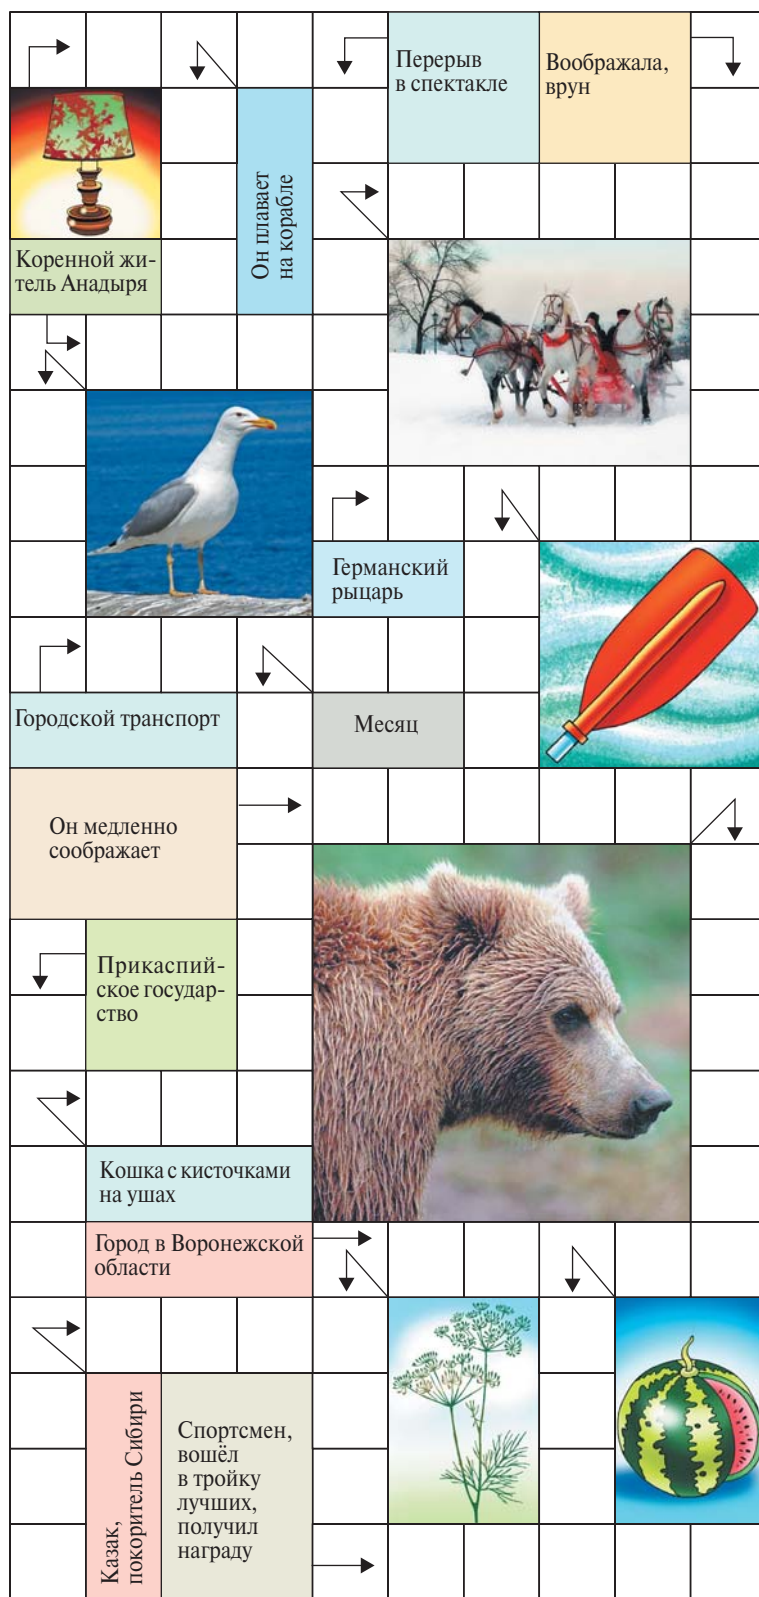 Перерыв
в спектакле
Воображала,
врун
Он плавает
на корабле
Коренной жи-
тель Анадыря
Германский
рыцарь
Городской транспорт
Месяц
Он медленно
соображает
Прикаспий-
ское государ-
ство
Кошка с кисточками
на ушах
Город в Воронежской
области
Казак,
покоритель Сибири
Спортсмен,
вошёл
в тройку
лучших,
получил
награду